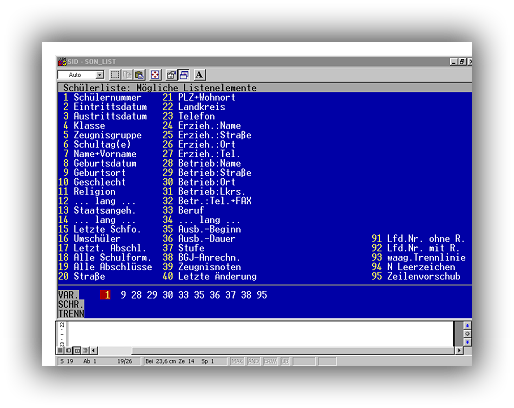 SID - SON_LIST
Auto
A
Schülerliste: Mögliche Listenelemente
1 Schülernummer 21 PLZ+Wohnort
2 Eintrittsdatum 22 Landkreis
3 Austrittsdatum 23 Telefon
4 Klasse 24 Erzieh.:Name
5 Zeugnisgruppe 25 Erzieh.:Straße
6 Schultag(e) 26 Erzieh.:Ort
7 Name+Vorname 27 Erzieh.:Tel.
8 Geburtsdatum 28 Betrieb:Name
9 Geburtsort 29 Betrieb:Straße
10 Geschlecht 30 Betrieb:Ort
11 Religion 31 Betrieb:Lkrs.
12 ... lang ... 32 Betr.:Tel.+FAX
13 Staatsangeh. 33 Beruf
14 ... lang ... 34 ... lang ...
15 Letzte Schfo. 35 Ausb.-Beginn
16 Umschüler 36 Ausb.-Dauer 91 Lfd.Nr. ohne R.
17 Letzt. Abschl. 37 Stufe 92 Lfd.Nr. mit R.
18 Alle Schulform. 38 BGJ-Anrechn. 93 waag.Trennlinie
19 Alle Abschlüsse 39 Zeugnisnoten 94 N Leerzeichen
20 Straße 40 Letzte Änderung 95 Zeilenvorschub
VAR. 1 9 28 29 30 33 35 36 37 38 95
SCHR.
TRENN
S 19 Ab 1 19/26 Bei 23,6 cm Ze 14 Sp 1 MAK ÄND ERW ÜB